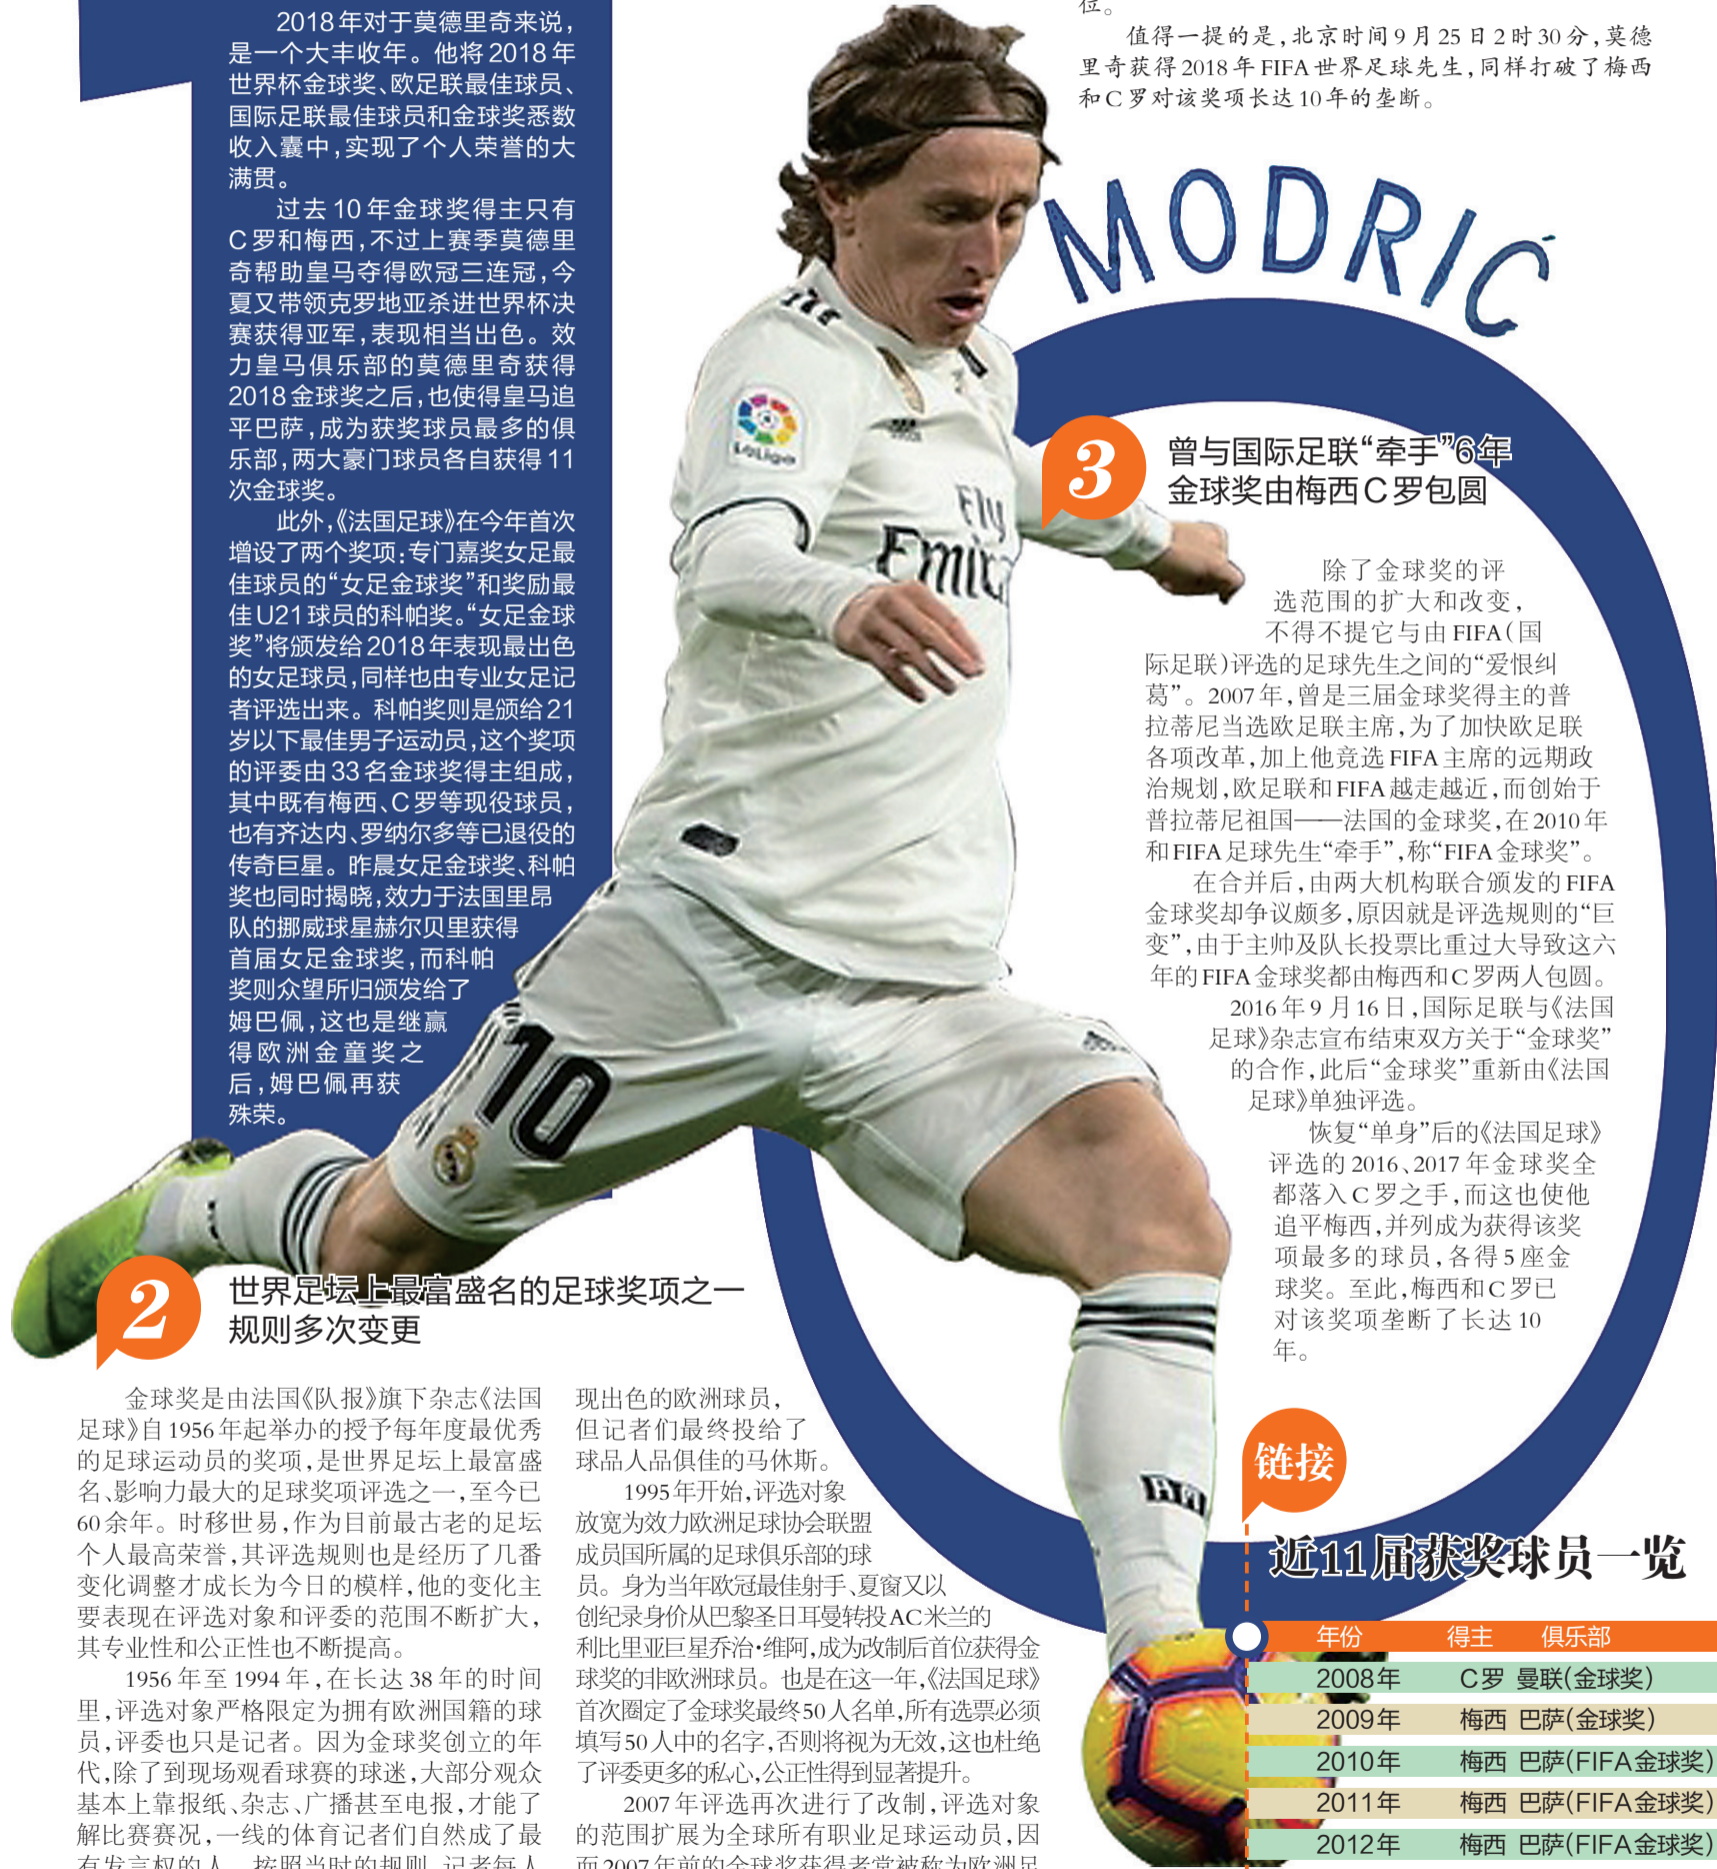 2018年对于莫德里奇来说,
是一个大丰收年。他将2018年
世界杯金球奖、欧足联最佳球员、
国际足联最佳球员和金球奖悉数
收入囊中,实现了个人荣誉的大
满贯。
过去10年金球奖得主只有
C罗和梅西,不过上赛季莫德里
奇帮助皇马夺得欧冠三连冠,今
夏又带领克罗地亚杀进世界杯决
赛获得亚军,表现相当出色。效
力皇马俱乐部的莫德里奇获得
2018金球奖之后,也使得皇马追
平巴萨,成为获奖球员最多的俱
乐部,两大豪门球员各自获得11
次金球奖。
此外,《法国足球》在今年首次
增设了两个奖项:专门嘉奖女足最
佳球员的“女足金球奖”和奖励最
佳U21球员的科帕奖。“女足金球
奖”将颁发给2018年表现最出色
的女足球员,同样也由专业女足记
者评选出来。科帕奖则是颁给21
岁以下最佳男子运动员,这个奖项
的评委由33名金球奖得主组成,
其中既有梅西、C罗等现役球员,
也有齐达内、罗纳尔多等已退役的
传奇巨星。昨晨女足金球奖、科帕
奖也同时揭晓,效力于法国里昂
队的挪威球星赫尔贝里获得
首届女足金球奖,而科帕
奖则众望所归颁发给了
姆巴佩,这也是继赢
得欧洲金童奖之
后,姆巴佩再获
殊荣。
位。
值得一提的是,北京时间9月25日2时30分,莫德
里奇获得2018年FIFA世界足球先生,同样打破了梅西
和C罗对该奖项长达10年的垄断。
MODRIĆ
LaLiga
Fly
Emir
10
2
世界足坛上最富盛名的足球奖项之一
规则多次变更
金球奖是由法国《队报》旗下杂志《法国
足球》自1956年起举办的授予每年度最优秀
的足球运动员的奖项,是世界足坛上最富盛
名、影响力最大的足球奖项评选之一,至今已
60余年。时移世易,作为目前最古老的足坛
个人最高荣誉,其评选规则也是经历了几番
变化调整才成长为今日的模样,他的变化主
要表现在评选对象和评委的范围不断扩大,
其专业性和公正性也不断提高。
1956年至1994年,在长达38年的时间
里,评选对象严格限定为拥有欧洲国籍的球
员,评委也只是记者。因为金球奖创立的年
代,除了到现场观看球赛的球迷,大部分观众
基本上靠报纸、杂志、广播甚至电报,才能了
解比赛赛况,一线的体育记者们自然成了最
有发言权的人。按照当时的规则,记者每人
现出色的欧洲球员,
但记者们最终投给了
球品人品俱佳的马休斯。
1995年开始,评选对象
放宽为效力欧洲足球协会联盟
成员国所属的足球俱乐部的球
员。身为当年欧冠最佳射手、夏窗又以
创纪录身价从巴黎圣日耳曼转投AC米兰的
利比里亚巨星乔治·维阿,成为改制后首位获得金
球奖的非欧洲球员。也是在这一年,《法国足球》
首次圈定了金球奖最终50人名单,所有选票必须
填写50人中的名字,否则将视为无效,这也杜绝
了评委更多的私心,公正性得到显著提升。
2007年评选再次进行了改制,评选对象
的范围扩展为全球所有职业足球运动员,因
而2007年前的金球奖获得者常被称为欧洲足
3
曾与国际足联“牵手”6年
金球奖由梅西C罗包圆
除了金球奖的评
选范围的扩大和改变,
不得不提它与由FIFA(国
际足联)评选的足球先生之间的“爱恨纠
葛”。2007年,曾是三届金球奖得主的普
拉蒂尼当选欧足联主席,为了加快欧足联
各项改革,加上他竞选FIFA主席的远期政
治规划,欧足联和FIFA越走越近,而创始于
普拉蒂尼祖国——法国的金球奖,在2010年
和FIFA足球先生“牵手”,称“FIFA金球奖”。
在合并后,由两大机构联合颁发的FIFA
金球奖却争议颇多,原因就是评选规则的“巨
变”,由于主帅及队长投票比重过大导致这六
年的FIFA金球奖都由梅西和C罗两人包圆。
2016年9月16日,国际足联与《法国
足球》杂志宣布结束双方关于“金球奖”
的合作,此后“金球奖”重新由《法国
足球》单独评选。
恢复“单身”后的《法国足球》
评选的2016、2017年金球奖全
都落入C罗之手,而这也使他
追平梅西,并列成为获得该奖
项最多的球员,各得5座金
球奖。至此,梅西和C罗已
对该奖项垄断了长达10
年。
链接
近11届获奖球员一览
年份 得主 俱乐部
2008年 C罗 曼联(金球奖)
2009年 梅西 巴萨(金球奖)
2010年 梅西 巴萨(FIFA金球奖)
2011年 梅西 巴萨(FIFA金球奖)
2012年 梅西 巴萨(FIFA金球奖)